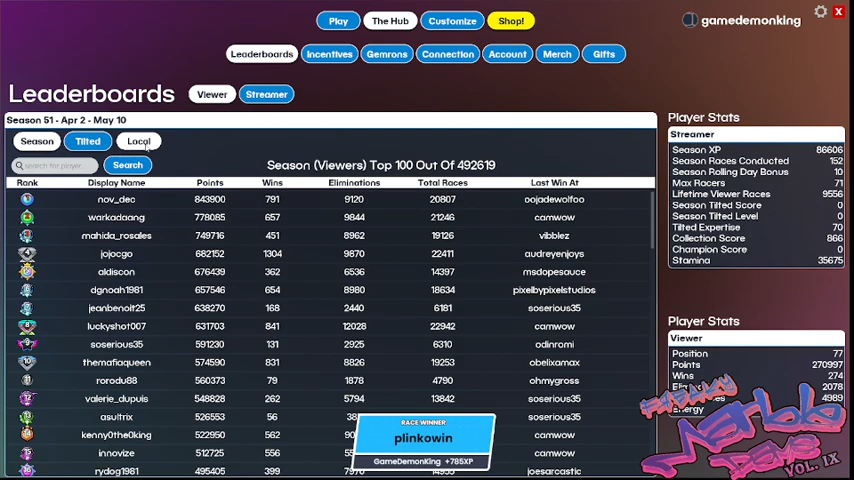 Play The Hub Customize Shop! gamedemonking
Leaderboards Incentives Gemrons Connection Account Merch Gifts
Leaderboards Viewer Streamer
Season 51 - Apr 2 - May 10
Season Tilted Local
search for player... Search Season (Viewers) Top 100 Out Of 492619
Rank Display Name Points Wins Eliminations Total Races Last Win At
nov_dec 843900 791 9120 20807 oojadewolfoo
warkadaang 778085 657 9844 21246 camwow
mahida_rosales 749716 451 8962 19126 vibblez
jojocgo 682152 1304 9870 22411 audreyenjoys
aldiscon 676439 362 6536 14397 msdopesauce
dgnoah1981 657546 654 8980 18634 pixelbypixelstudios
jeanbenoit25 638270 168 2440 6181 soserious35
8 luckyshot007 631703 841 12028 22942 camwow
9 soserious35 591230 131 2925 6310 odinromi
10 themafiaqueen 574590 831 8826 19253 obelixamax
rorodu88 560373 79 1878 4790 ohmygross
valerie_dupuis 548828 262 5794 13842 soserious35
asultrix 526553 56 soserious35
kenny0the0king 522950 562 camwow
innovize 512725 556 camwow
rydog1981 495405 399 joesarcastic
RACE WINNER
plinkowin
GameDemonKing +785XP
Player Stats
Streamer
Season XP 86606
Season Races Conducted 152
Season Rolling Day Bonus 10
Max Racers 71
Lifetime Viewer Races 9556
Season Tilted Score 0
Season Tilted Level 0
Tilted Expertise 70
Collection Score 866
Champion Score 0
Stamina 35675
Player Stats
Viewer
Position 77
Points 270997
Wins 274
2078
4989
Energy
FREAKY
Marble
DAYS
VOL. IX